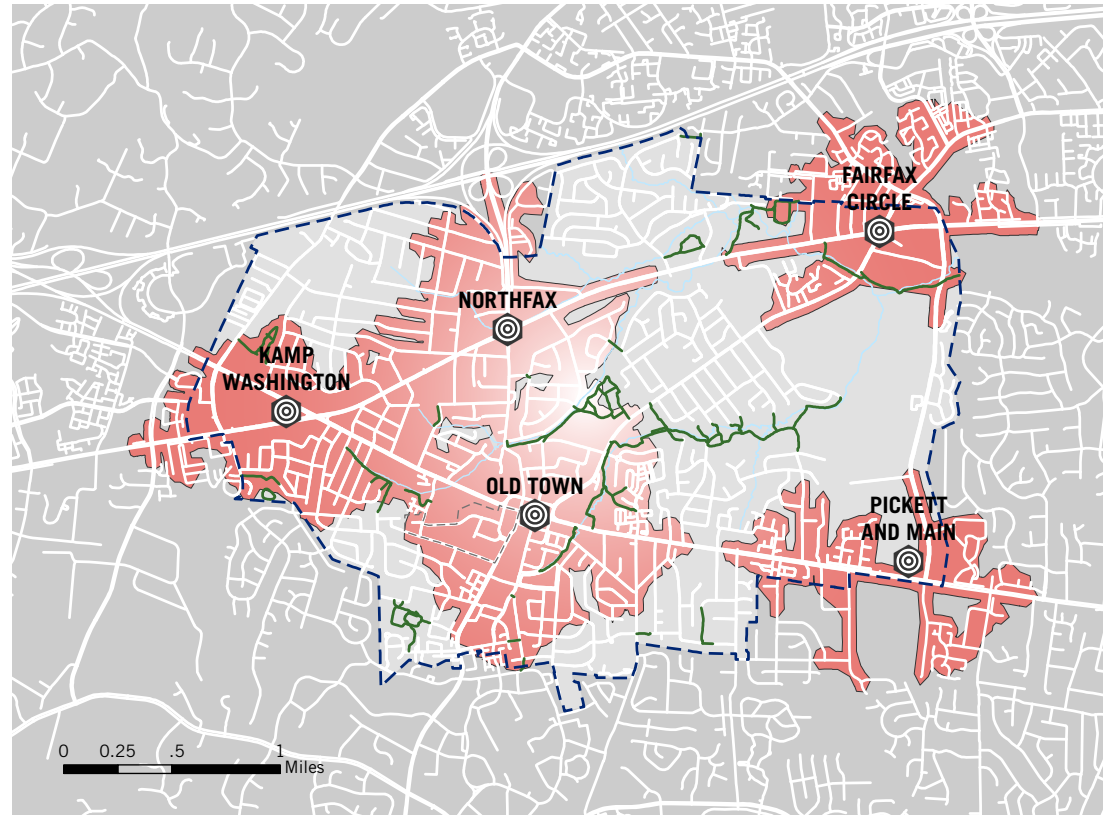 FAIRFAX
CIRCLE
NORTHFAX
KAMP
WASHINGTON
OLD TOWN
PICKETT
AND MAIN
0 0.25 .5 1
Miles